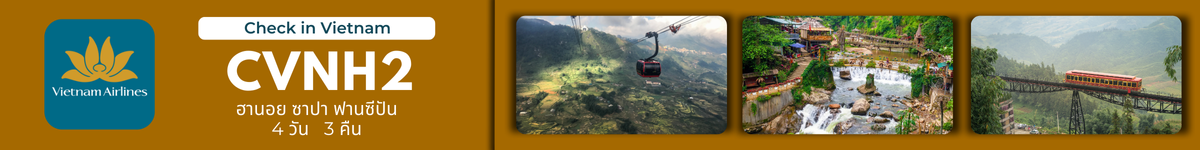 Vietnam Airlines
Check in Vietnam
CVNH2
ฮานอย ซาปา ฟานซีปัน
4 วัน 3 คืน